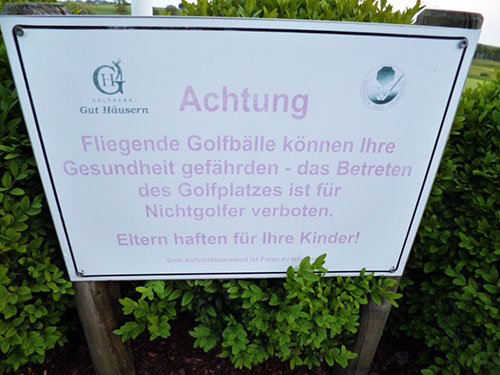 GH
GOLFPARK
Gut Häusern
Achtung
Fliegende Golfbälle können Ihre
Gesundheit gefährden - das Betreten
des Golfplatzes ist für
Nichtgolfer verboten.
Eltern haften für Ihre Kinder!
Dem Aufsichtspersonal ist Folge zu